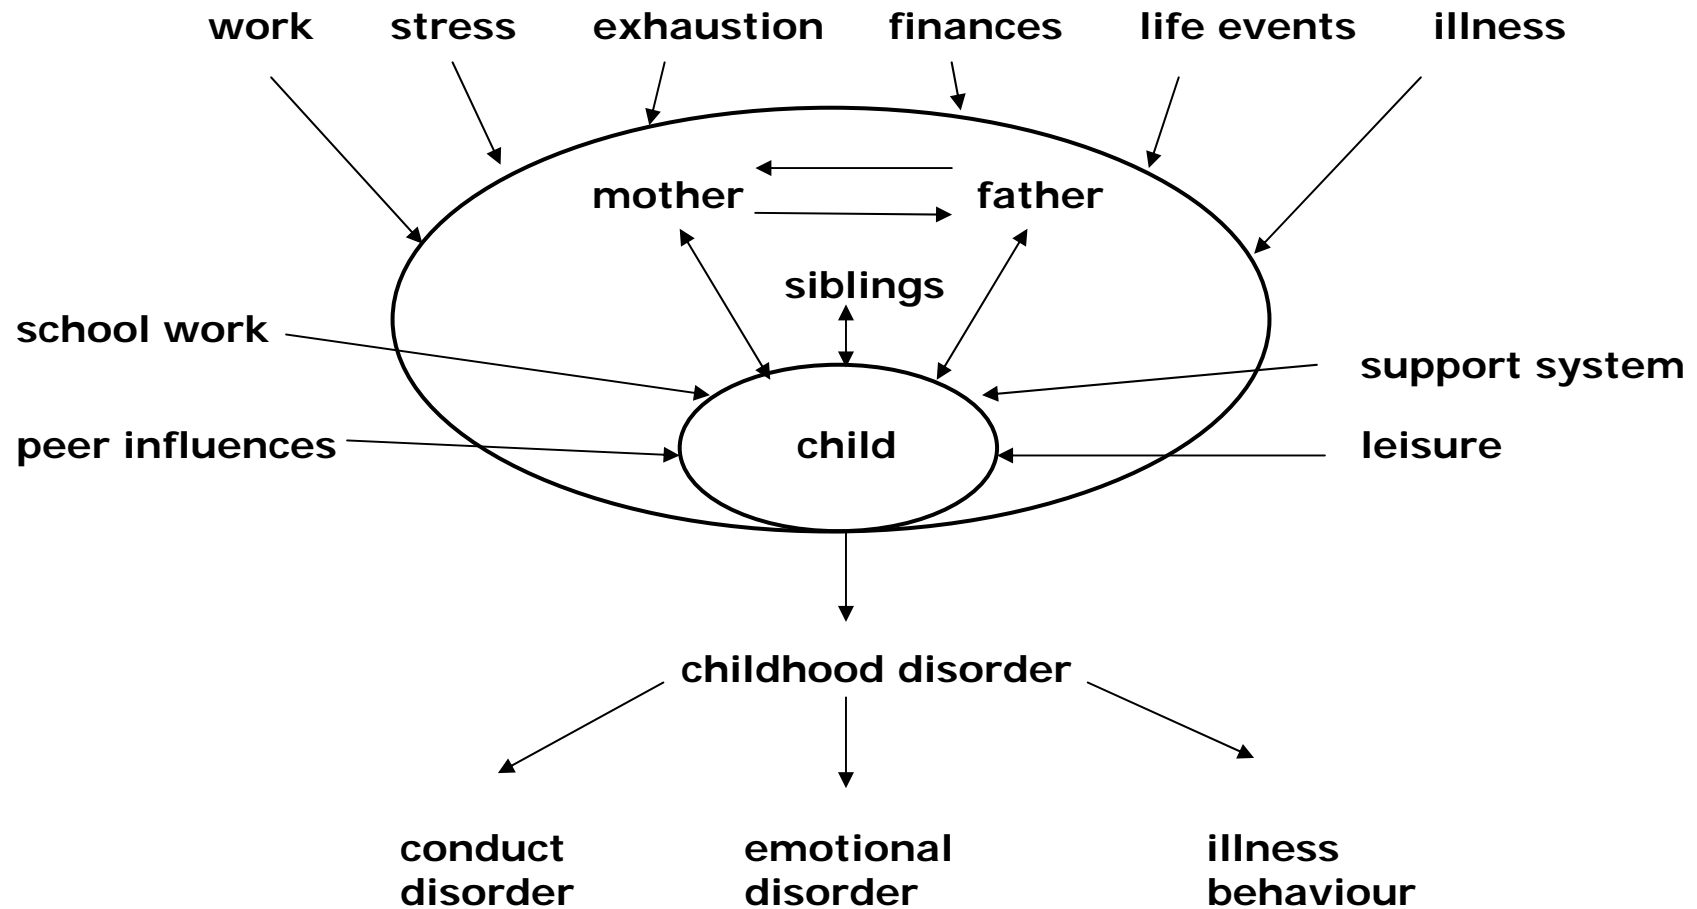 work stress exhaustion finances life events illness
mother father
siblings
school work
support system
peer influences child leisure
childhood disorder
conduct emotional illness
disorder disorder behaviour